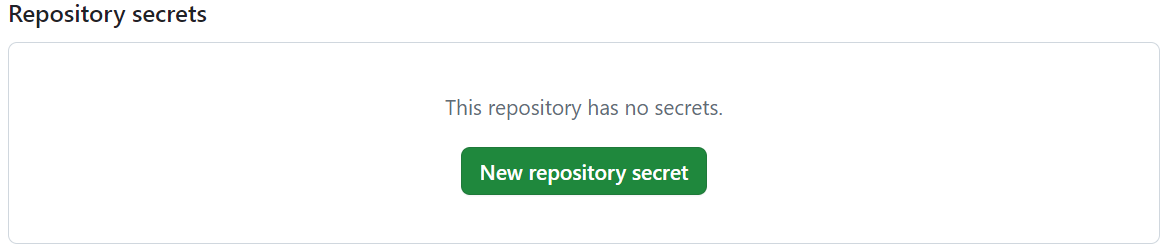 Repository secrets
This repository has no secrets.
New repository secret